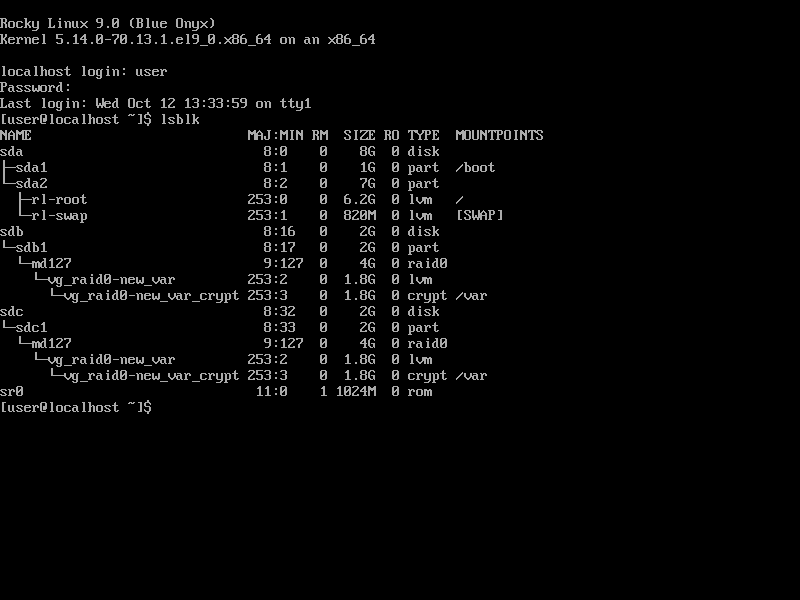 Rocky Linux 9.0 (Blue Onyx)
Kernel 5.14.0-70.13.1.el9_0.x86_64 on an x86_64

localhost login: user
Password:
Last login: Wed Oct 12 13:33:59 on tty1
[user@localhost ~]$ lsblk
NAME                           MAJ:MIN RM  SIZE RO TYPE  MOUNTPOINTS
sda                              8:0    0    8G  0 disk
├─sda1                           8:1    0    1G  0 part  /boot
└─sda2                           8:2    0    7G  0 part
  ├─rl-root                    253:0    0  6.2G  0 lvm   /
  └─rl-swap                    253:1    0  820M  0 lvm   [SWAP]
sdb                              8:16   0    2G  0 disk
└─sdb1                           8:17   0    2G  0 part
  └─md127                        9:127  0    4G  0 raid0
    └─vg_raid0-new_var         253:2    0  1.8G  0 lvm
      └─vg_raid0-new_var_crypt 253:3    0  1.8G  0 crypt /var
sdc                              8:32   0    2G  0 disk
└─sdc1                           8:33   0    2G  0 part
  └─md127                        9:127  0    4G  0 raid0
    └─vg_raid0-new_var         253:2    0  1.8G  0 lvm
      └─vg_raid0-new_var_crypt 253:3    0  1.8G  0 crypt /var
sr0                             11:0    1 1024M  0 rom
[user@localhost ~]$